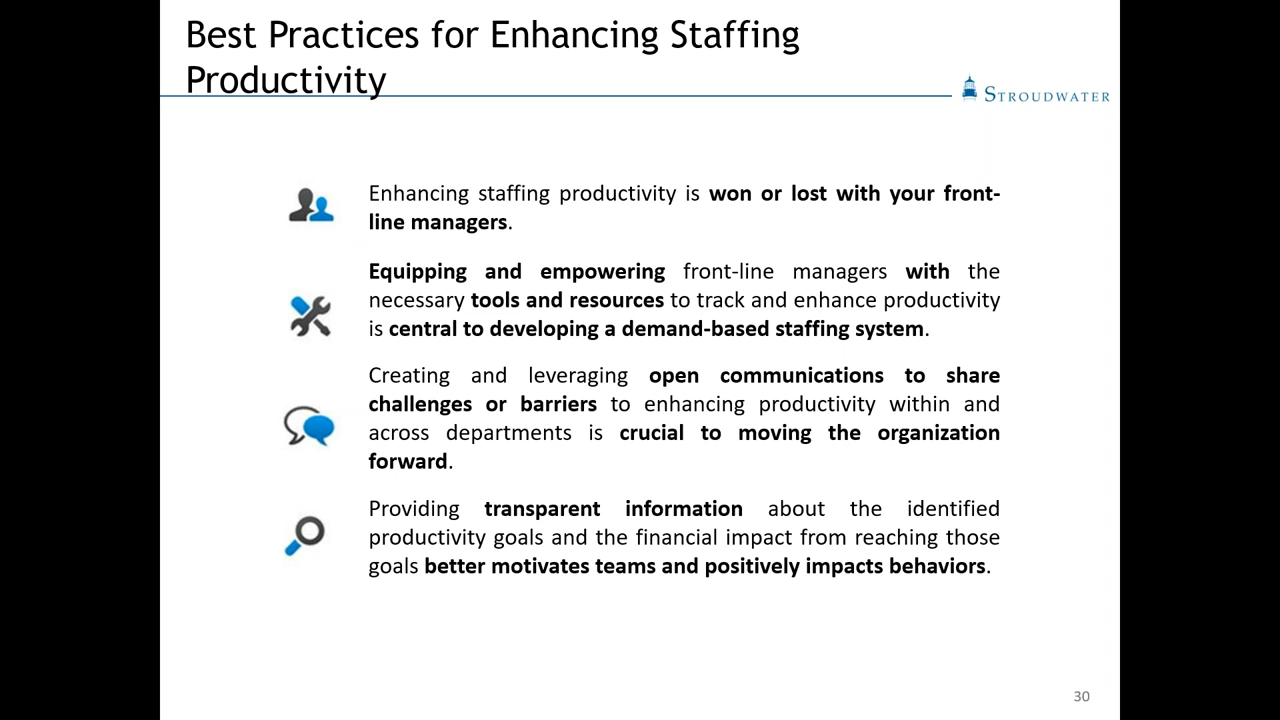 Best Practices for Enhancing Staffing
Productivity
STROUDWATER
Enhancing staffing productivity is won or lost with your front-
line managers.
Equipping and empowering front-line managers with the
necessary tools and resources to track and enhance productivity
is central to developing a demand-based staffing system.
Creating and leveraging open communications to share
challenges or barriers to enhancing productivity within and
across departments is crucial to moving the organization
forward.
Providing transparent information about the identified
productivity goals and the financial impact from reaching those
goals better motivates teams and positively impacts behaviors.
30